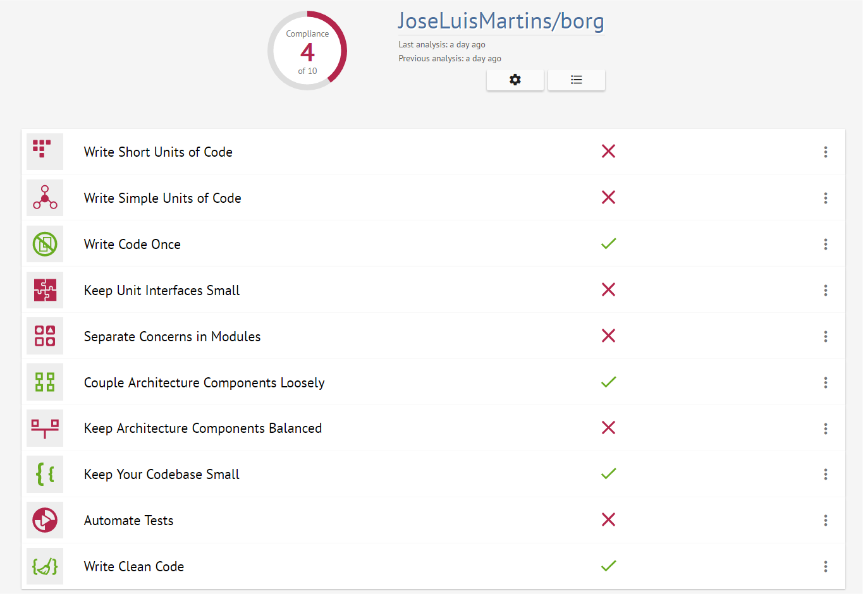 Compliance
4
of 10
JoseLuisMartins/borg
Last analysis: a day ago
Previous analysis: a day ago
Write Short Units of Code
Write Simple Units of Code
Write Code Once
Keep Unit Interfaces Small
Separate Concerns in Modules
Couple Architecture Components Loosely
Keep Architecture Components Balanced
Keep Your Codebase Small
Automate Tests
Write Clean Code